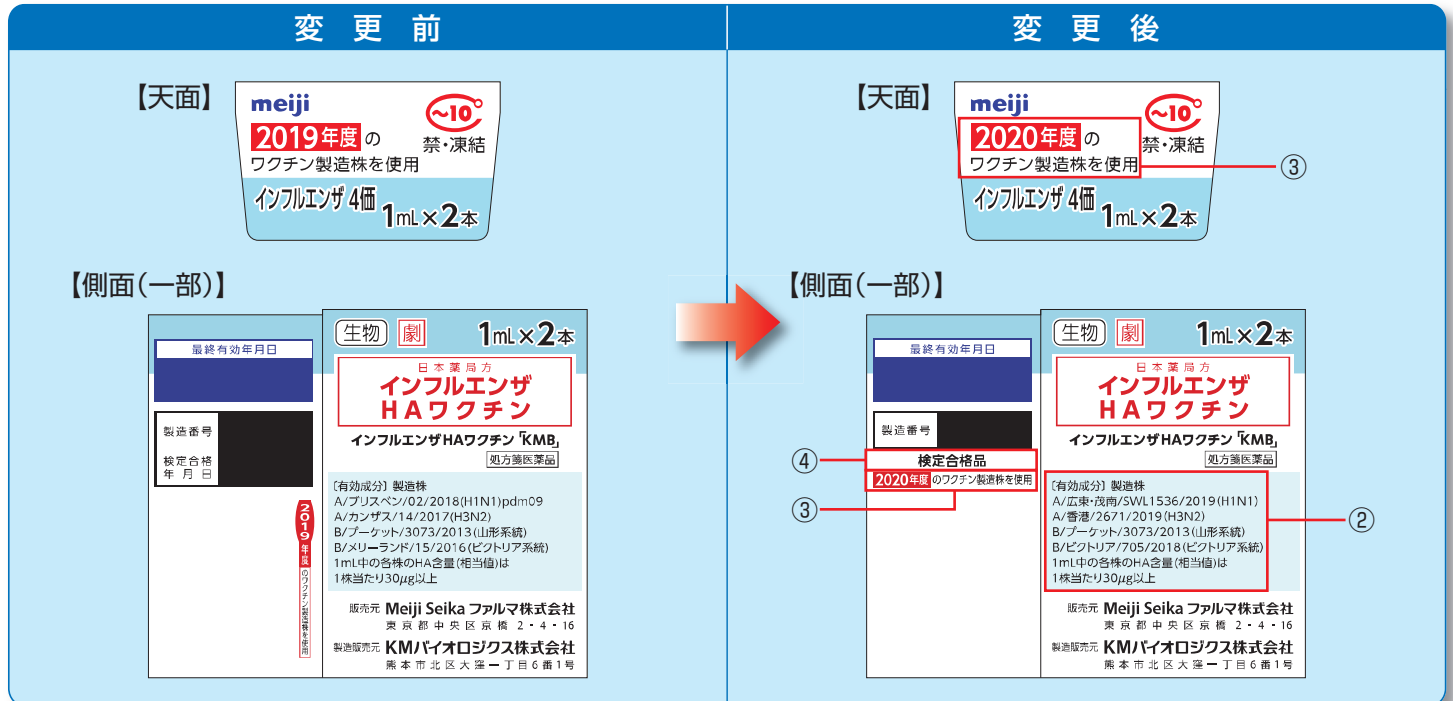 変更前
【天面】
meiji
~10°
2019年度の
禁・凍結
ワクチン製造株を使用
インフルエンザ 4価
1mL×2本
【側面(一部)】
最終有効年月日
製造番号
検定合格
年月日
2019年度のワクチン製造株を使用
生物 劇 1mL×2本
日本薬局方
インフルエンザ
HAワクチン
インフルエンザHAワクチン「KMB」
処方箋医薬品
〔有効成分〕製造株
A/ブリスベン/02/2018(H1N1)pdm09
A/カンザス/14/2017(H3N2)
B/プーケット/3073/2013(山形系統)
B/メリーランド/15/2016(ビクトリア系統)
1mL中の各株のHA含量(相当値)は
1株当たり30μg以上
販売元 Meiji Seika ファルマ株式会社
東京都中央区京橋 2-4-16
製造販売元 KMバイオロジクス株式会社
熊本市北区大窪一丁目6番1号
変更後
【天面】
meiji
~10°
2020年度の
禁・凍結
ワクチン製造株を使用
③
インフルエンザ 4価
1mL×2本
【側面(一部)】
最終有効年月日
製造番号
④
検定合格品
2020年度のワクチン製造株を使用
③
生物 劇 1mL×2本
日本薬局方
インフルエンザ
HAワクチン
インフルエンザHAワクチン「KMB」
処方箋医薬品
〔有効成分〕製造株
A/広東-茂南/SWL1536/2019(H1N1)
A/香港/2671/2019(H3N2)
B/プーケット/3073/2013(山形系統)
B/ビクトリア/705/2018(ビクトリア系統)
1mL中の各株のHA含量(相当値)は
1株当たり30μg以上
②
販売元 Meiji Seika ファルマ株式会社
東京都中央区京橋 2-4-16
製造販売元 KMバイオロジクス株式会社
熊本市北区大窪一丁目6番1号